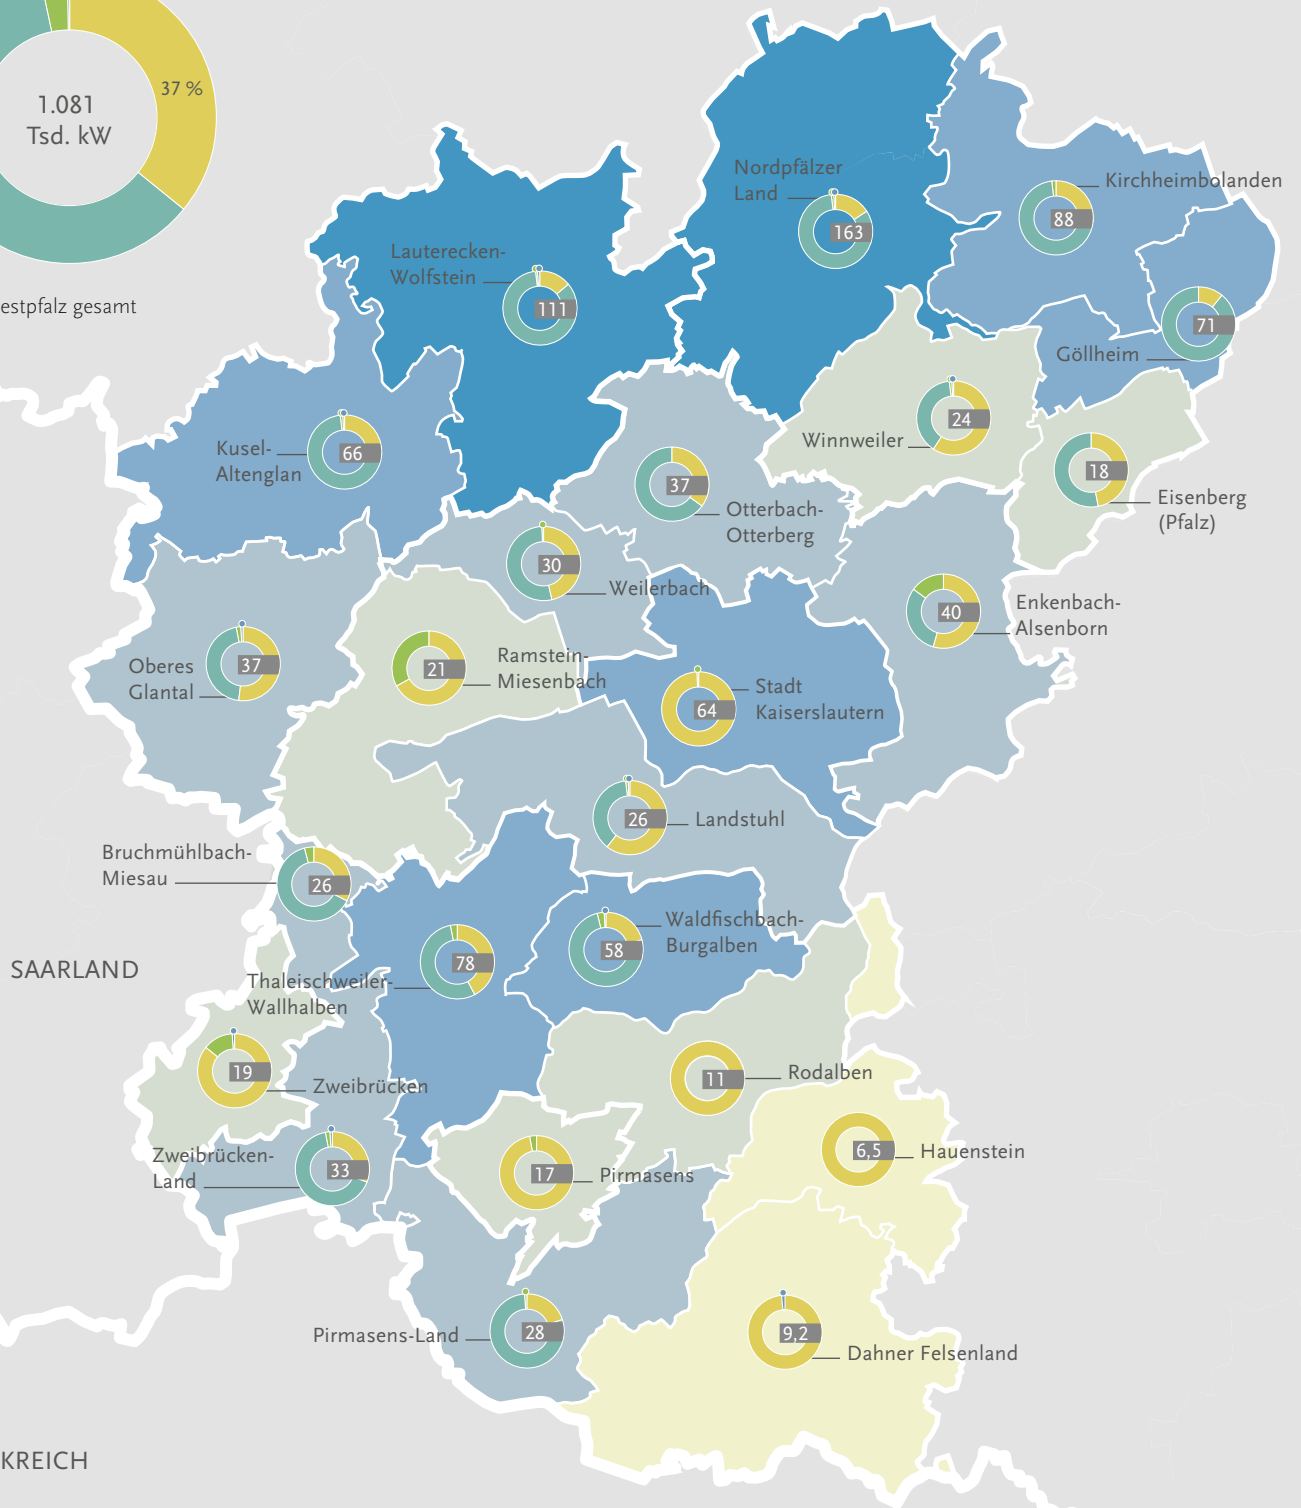 37 %
1.081
Tsd. kW
estpfalz gesamt
Nordpfälzer
Land
163
Kirchheimbolanden
88
Lauterecken-
Wolfstein
111
71
Göllheim
Kusel-
Altenglan
66
Winnweiler
24
18
Eisenberg
(Pfalz)
37
Otterbach-
Otterberg
30
Weilerbach
40
Enkenbach-
Alsenborn
Oberes
Glantal
37
21
Ramstein-
Miesenbach
64
Stadt
Kaiserslautern
26
Landstuhl
Bruchmühlbach-
Miesau
26
Waldfischbach-
Burgalben
58
78
Thaleischweiler-
Wallhalben
SAARLAND
19
Zweibrücken
11
Rodalben
6,5
Hauenstein
Zweibrücken-
Land
33
17
Pirmasens
Pirmasens-Land
28
9,2
Dahner Felsenland
KREICH